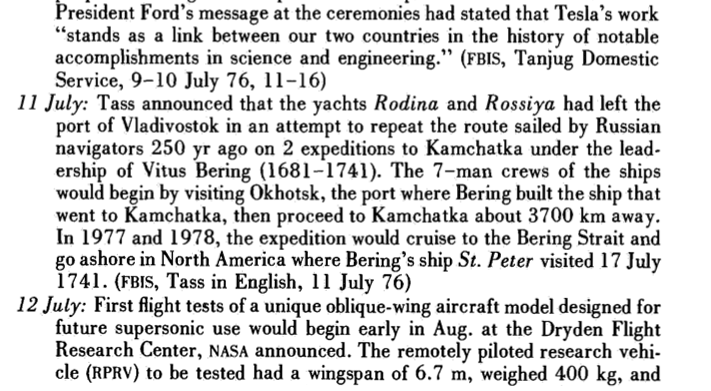 President Ford's message at the ceremonies had stated that Tesla's work
"stands as a link between our two countries in the history of notable
accomplishments in science and engineering." (FBIS, Tanjug Domestic
Service, 9–10 July 76, 11–16)
11 July: Tass announced that the yachts Rodina and Rossiya had left the
port of Vladivostok in an attempt to repeat the route sailed by Russian
navigators 250 yr ago on 2 expeditions to Kamchatka under the lead-
ership of Vitus Bering (1681–1741). The 7-man crews of the ships
would begin by visiting Okhotsk, the port where Bering built the ship that
went to Kamchatka, then proceed to Kamchatka about 3700 km away.
In 1977 and 1978, the expedition would cruise to the Bering Strait and
go ashore in North America where Bering's ship St. Peter visited 17 July
1741. (FBIS, Tass in English, 11 July 76)
12 July: First flight tests of a unique oblique-wing aircraft model designed for
future supersonic use would begin early in Aug. at the Dryden Flight
Research Center, NASA announced. The remotely piloted research vehi-
cle (RPRV) to be tested had a wingspan of 6.7 m, weighed 400 kg, and